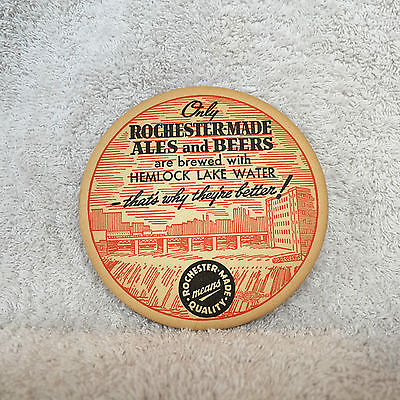 Only
ROCHESTER-MADE
ALES and BEERS
are brewed with
HEMLOCK LAKE WATER
-that's why they're better!
ROCHESTER-MADE
means
QUALITY